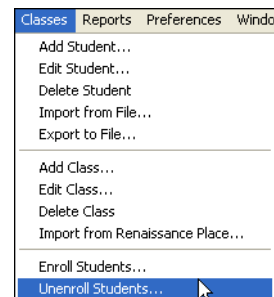 Classes Reports Preferences Windo
Add Student...
Edit Student...
Delete Student
Import from File...
Export to File...
Add Class...
Edit Class...
Delete Class
Import from Renaissance Place...
Enroll Students...
Unenroll Students...